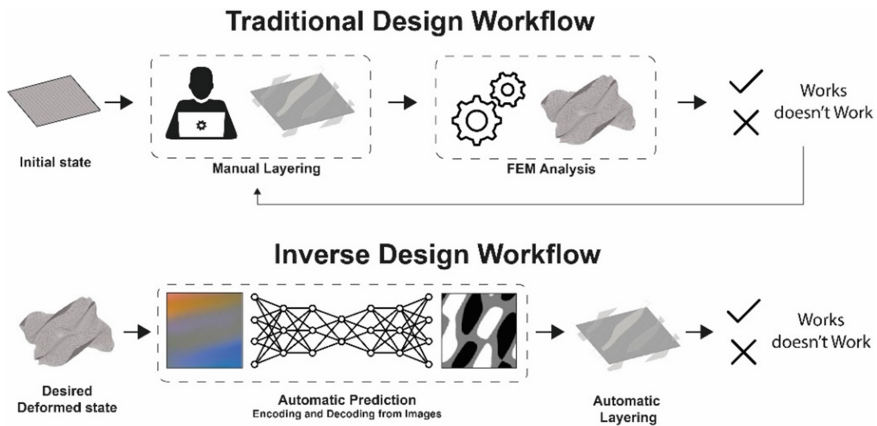 Traditional Design Workflow
Initial state
Manual Layering
FEM Analysis
Works
doesn't Work
Inverse Design Workflow
Desired
Deformed state
Automatic Prediction
Encoding and Decoding from Images
Automatic
Layering
Works
doesn't Work